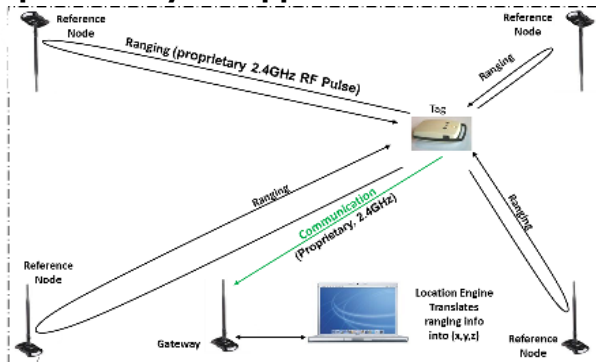 Reference
Node
Reference
Node
Ranging (proprietary 2.4GHz RF Pulse)
Ranging
Tag
Ranging
Ranging
Communication
(Proprietary, 2.4GHz)
Reference
Node
Gateway
Location Engine
Translates
ranging info
into (x,y,z)
Reference
Node